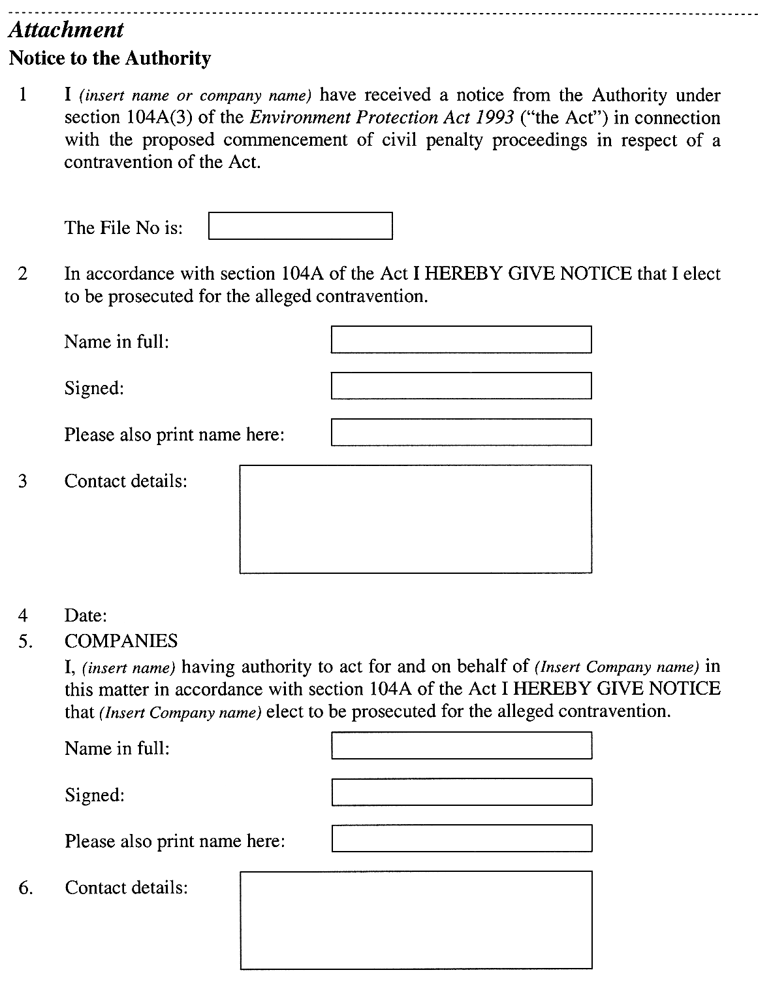 Attachment
Notice to the Authority
1 I (insert name or company name) have received a notice from the Authority under
section 104A(3) of the Environment Protection Act 1993 (“the Act”) in connection
with the proposed commencement of civil penalty proceedings in respect of a
contravention of the Act.
The File No is:
2 In accordance with section 104A of the Act I HEREBY GIVE NOTICE that I elect
to be prosecuted for the alleged contravention.
Name in full:
Signed:
Please also print name here:
3 Contact details:
4 Date:
5. COMPANIES
I, (insert name) having authority to act for and on behalf of (Insert Company name) in
this matter in accordance with section 104A of the Act I HEREBY GIVE NOTICE
that (Insert Company name) elect to be prosecuted for the alleged contravention.
Name in full:
Signed:
Please also print name here:
6. Contact details: